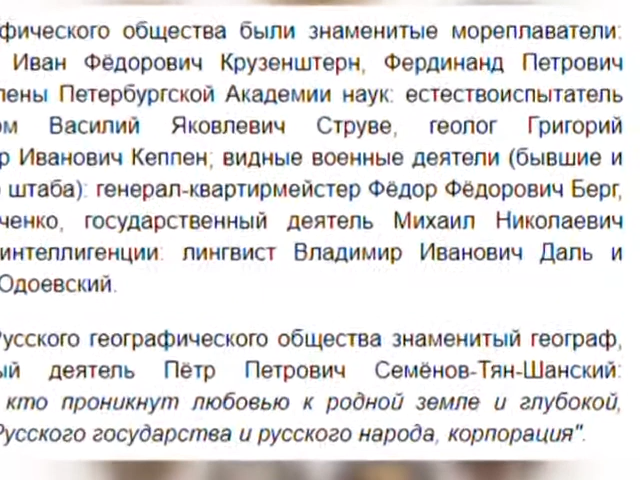 фического общества были знаменитые мореплаватели:
Иван Фёдорович Крузенштерн, Фердинанд Петрович
лены Петербургской Академии наук: естествоиспытатель
ом Василий Яковлевич Струве, геолог Григорий
р Иванович Кеппен; видные военные деятели (бывшие и
штаба): генерал-квартирмейстер Фёдор Фёдорович Берг,
ченко, государственный деятель Михаил Николаевич
интеллигенции: лингвист Владимир Иванович Даль и
Одоевский.
Русского географического общества знаменитый географ,
ый деятель Пётр Петрович Семёнов-Тян-Шанский:
кто проникнут любовью к родной земле и глубокой,
Русского государства и русского народа, корпорация".